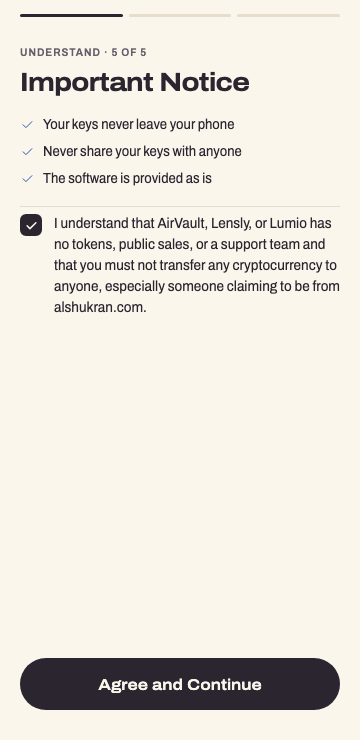 UNDERSTAND · 5 OF 5
Important Notice
Your keys never leave your phone
Never share your keys with anyone
The software is provided as is
I understand that AirVault, Lensly, or Lumio has
no tokens, public sales, or a support team and
that you must not transfer any cryptocurrency to
anyone, especially someone claiming to be from
alshukran.com.
Agree and Continue